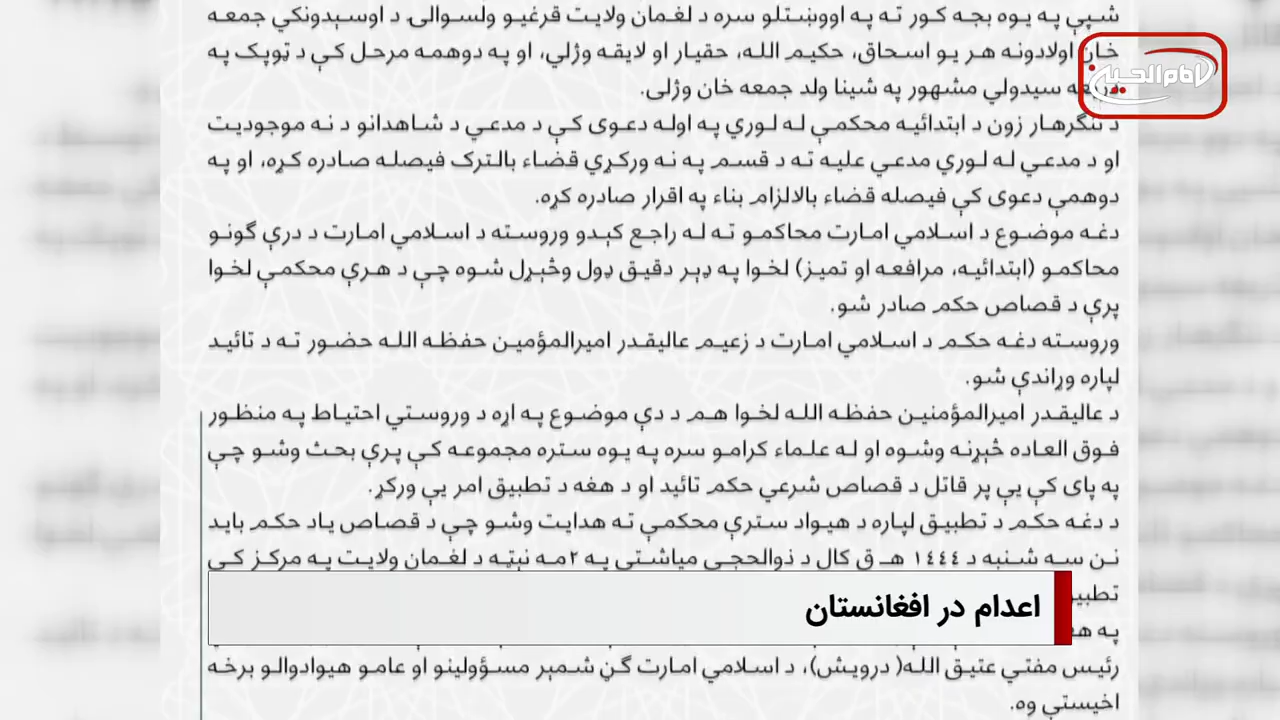 شپې په یوه بجه کور ته په اووښتلو سره د لغمان ولایت قرغیو ولسوالۍ د اوسېدونکي جمعه
خان اولادونه هر یو اسحاق، حکیم الله، حقیار او لایقه وژلي، او په دوهمه مرحل کې د ټوپک په
ذریعه سیدولي مشهور په شینا ولد جمعه خان وژلی.
امام‌الحسین
د ننګرهار زون د ابتدائیه محکمې له لوري په اوله دعوی کې د مدعي د شاهدانو د نه موجودیت
او د مدعي له لوري مدعي علیه ته د قسم په نه ورکړي قضاء بالترک فیصله صادره کړه، او په
دوهمې دعوی کې فیصله قضاء بالالزام بناء په اقرار صادره کړه.
دغه موضوع د اسلامي امارت محاکمو ته له راجع کېدو وروسته د اسلامي امارت د درې ګونو
محاکمو (ابتدائیه، مرافعه او تمیز) لخوا په ډېر دقیق ډول وڅېړل شوه چې د هرې محکمې لخوا
پرې د قصاص حکم صادر شو.
وروسته دغه حکم د اسلامي امارت د زعیم عالیقدر امیرالمؤمنین حفظه الله حضور ته د تائید
لپاره وړاندې شو.
د عالیقدر امیرالمؤمنین حفظه الله لخوا هم د دې موضوع په اړه د وروستي احتیاط په منظور
فوق العاده څېړنه وشوه او له علماء کرامو سره په یوه ستره مجموعه کې پرې بحث وشو چې
په پای کې یې پر قاتل د قصاص شرعي حکم تائید او د هغه د تطبیق امر یې ورکړ.
د دغه حکم د تطبیق لپاره د هیواد سترې محکمې ته هدایت وشو چې د قصاص یاد حکم باید
نن سه شنبه د ۱٤٤٤ هـ ق کال د ذوالحجې میاشتې په ۲مه نېټه د لغمان ولایت په مرکز کې
اعدام در افغانستان
رئیس مفتي عتیق الله( درویش)، د اسلامي امارت ګڼ شمېر مسؤولینو او عامو هیوادوالو برخه
اخیستې وه.